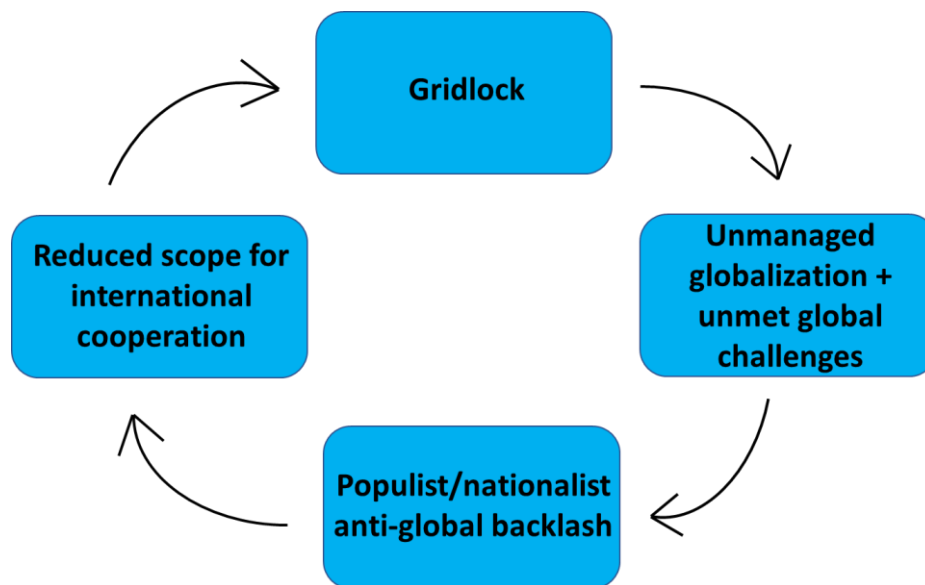 Gridlock
Unmanaged
globalization +
unmet global
challenges
Populist/nationalist
anti-global backlash
Reduced scope for
international
cooperation